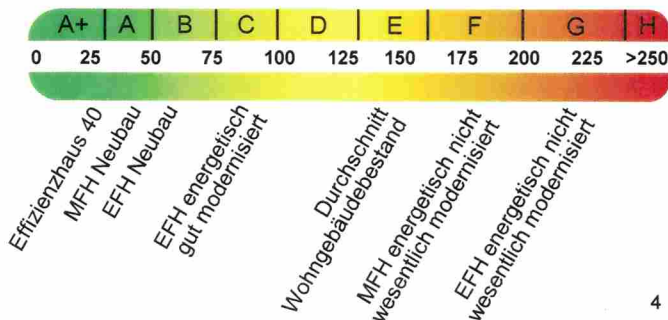 A+ A B C D E F G H
0 25 50 75 100 125 150 175 200 225 >250
Effizienzhaus 40
MFH Neubau
EFH Neubau
EFH energetisch
gut modernisiert
Durchschnitt
Wohngebäudebestand
MFH energetisch nicht
wesentlich modernisiert
EFH energetisch nicht
wesentlich modernisiert
4